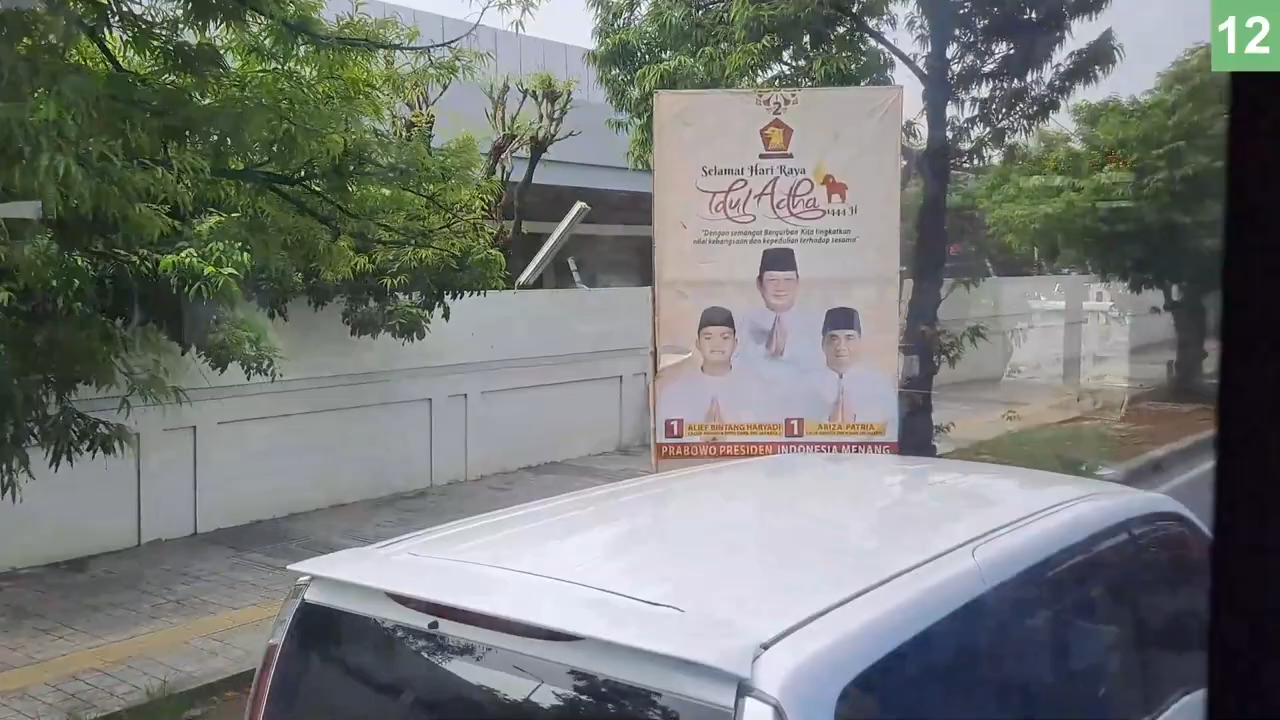 12
2
Selamat Hari Raya
Idul Adha
1444 H
"Dengan semangat Berqurban Kita tingkatkan
nilai kebangsaan dan kepedulian terhadap sesama"
1 ALIEF BINTANG HARYADI
1 ARIZA PATRIA
PRABOWO PRESIDEN INDONESIA MENANG